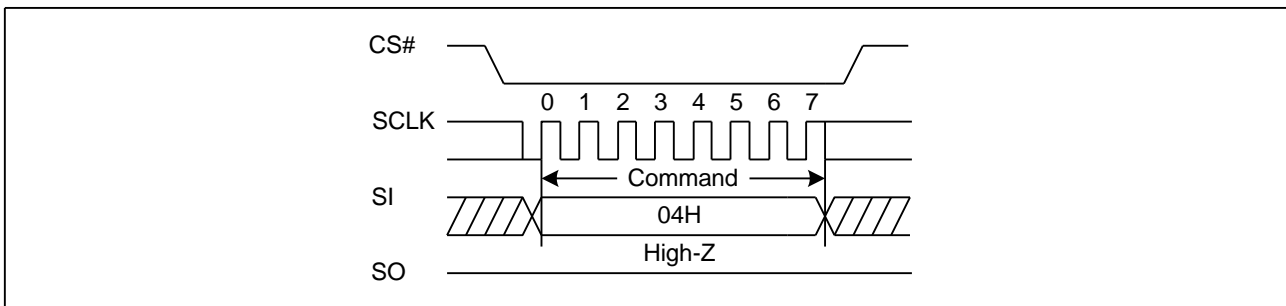 CS#
0 1 2 3 4 5 6 7
SCLK
Command
SI
04H
High-Z
SO